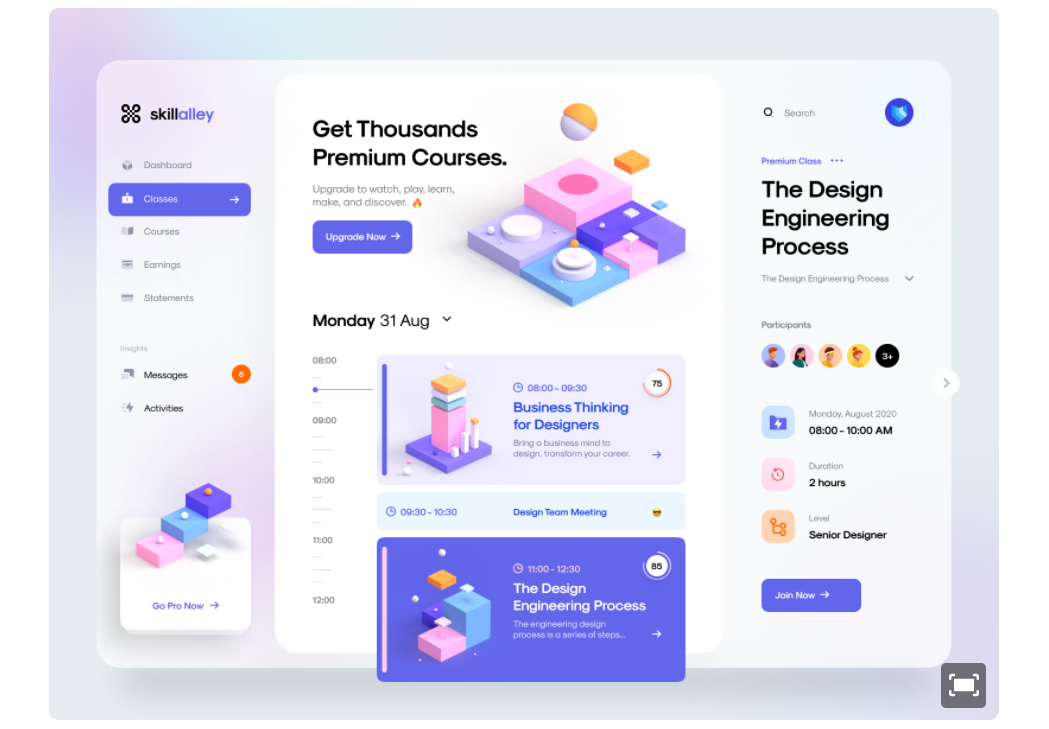 skillalley
Dashboard
Classes
Courses
Earnings
Statements
Insights
Messages
6
Activities
Go Pro Now
Get Thousands
Premium Courses.
Upgrade to watch, play, learn,
make, and discover. 🔥
Upgrade Now
Monday 31 Aug
08:00
09:00
10:00
11:00
12:00
08:00 - 09:30
75
Business Thinking
for Designers
Bring a business mind to
design, transform your career.
09:30 - 10:30
Design Team Meeting 😎
11:00 - 12:30
85
The Design
Engineering Process
The engineering design
process is a series of steps...
Search
Premium Class
The Design
Engineering
Process
The Design Engineering Process
Participants
3+
Monday, August 2020
08:00 - 10:00 AM
Duration
2 hours
Level
Senior Designer
Join Now